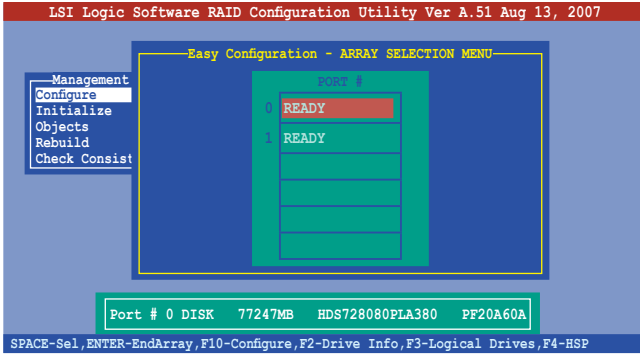 LSI Logic Software RAID Configuration Utility Ver A.51 Aug 13, 2007
Easy Configuration - ARRAY SELECTION MENU
Management
Configure
Initialize
Objects
Rebuild
Check Consist
PORT #
0 READY
1 READY
Port # 0 DISK 77247MB HDS728080PLA380 PF20A60A
SPACE-Sel,ENTER-EndArray,F10-Configure,F2-Drive Info,F3-Logical Drives,F4-HSP